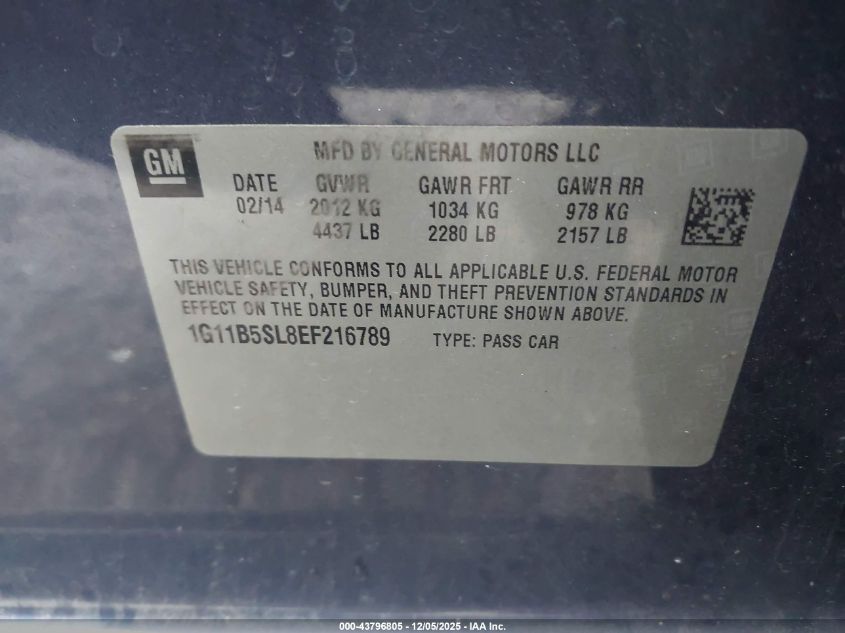 GM
MFD BY GENERAL MOTORS LLC
DATE GVWR GAWR FRT GAWR RR
02/14 2012 KG 1034 KG 978 KG
4437 LB 2280 LB 2157 LB
THIS VEHICLE CONFORMS TO ALL APPLICABLE U.S. FEDERAL MOTOR
VEHICLE SAFETY, BUMPER, AND THEFT PREVENTION STANDARDS IN
EFFECT ON THE DATE OF MANUFACTURE SHOWN ABOVE.
1G11B5SL8EF216789 TYPE: PASS CAR
000-43796805 - 12/05/2025 - IAA Inc.